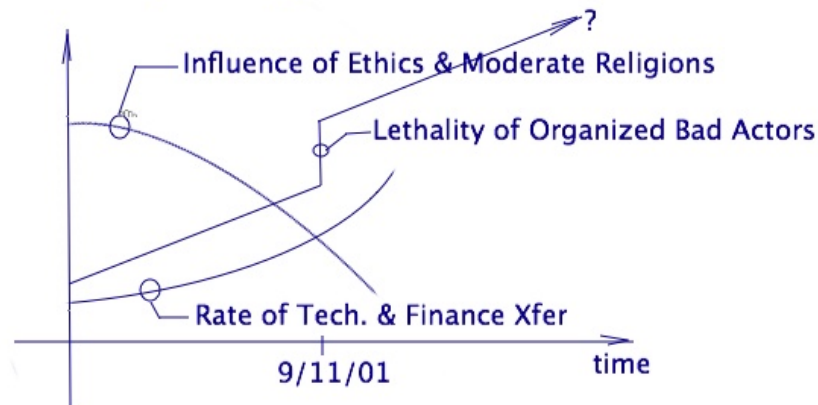 ?
Influence of Ethics & Moderate Religions
Lethality of Organized Bad Actors
Rate of Tech. & Finance Xfer
9/11/01
time